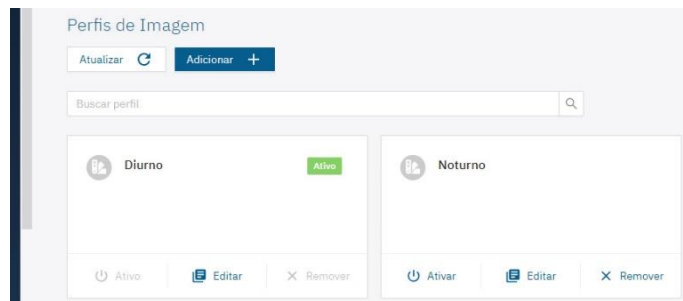 Perfis de Imagem
Atualizar
Adicionar
Buscar perfil
Diurno
Ativo
Noturno
Ativo
Editar
Remover
Ativar
Editar
Remover